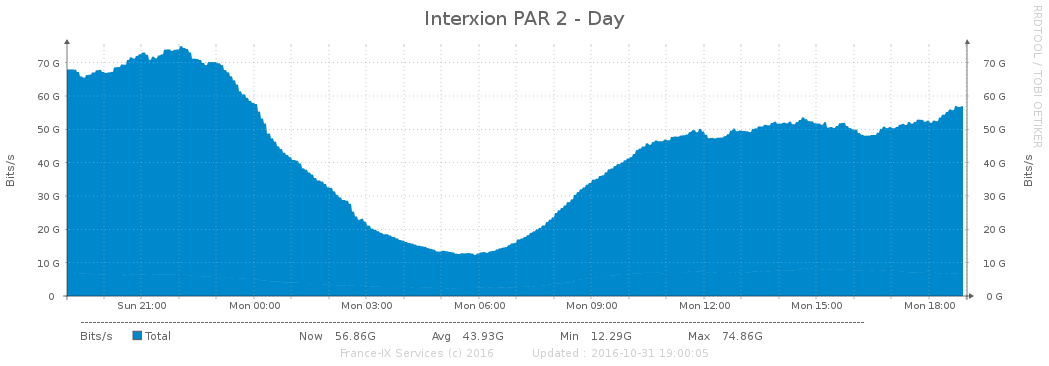 Interxion PAR 2 - Day
RRDTOOL / TOBI OETIKER
Bits/s
Bits/s
70 G 70 G
60 G 60 G
50 G 50 G
40 G 40 G
30 G 30 G
20 G 20 G
10 G 10 G
0 0 G
Sun 21:00 Mon 00:00 Mon 03:00 Mon 06:00 Mon 09:00 Mon 12:00 Mon 15:00 Mon 18:00
Bits/s Total Now 56.86G Avg 43.93G Min 12.29G Max 74.86G
France-IX Services (c) 2016 Updated : 2016-10-31 19:00:05